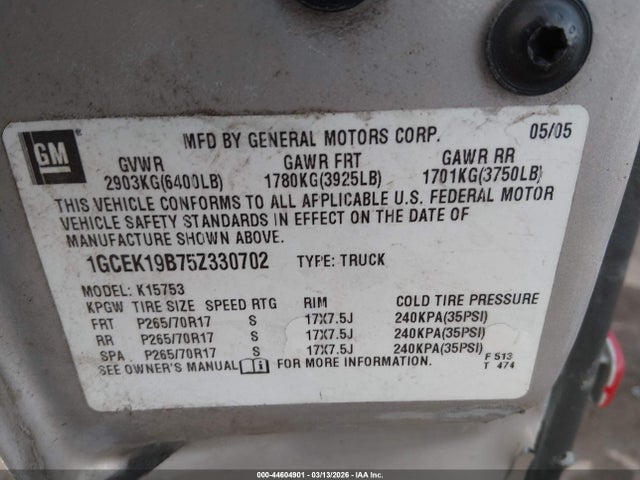 GM
MFD BY GENERAL MOTORS CORP. 05/05
GVWR GAWR FRT GAWR RR
2903KG(6400LB) 1780KG(3925LB) 1701KG(3750LB)
THIS VEHICLE CONFORMS TO ALL APPLICABLE U.S. FEDERAL MOTOR
VEHICLE SAFETY STANDARDS IN EFFECT ON THE DATE OF
MANUFACTURE SHOWN ABOVE.
1GCEK19B75Z330702 TYPE: TRUCK
MODEL: K15753
KPGW TIRE SIZE SPEED RTG RIM COLD TIRE PRESSURE
FRT P265/70R17 S 17X7.5J 240KPA(35PSI)
RR P265/70R17 S 17X7.5J 240KPA(35PSI)
SPA P265/70R17 S 17X7.5J 240KPA(35PSI)
SEE OWNER'S MANUAL FOR MORE INFORMATION. F 513
T 474
000-44604901 - 03/13/2026 - IAA Inc.